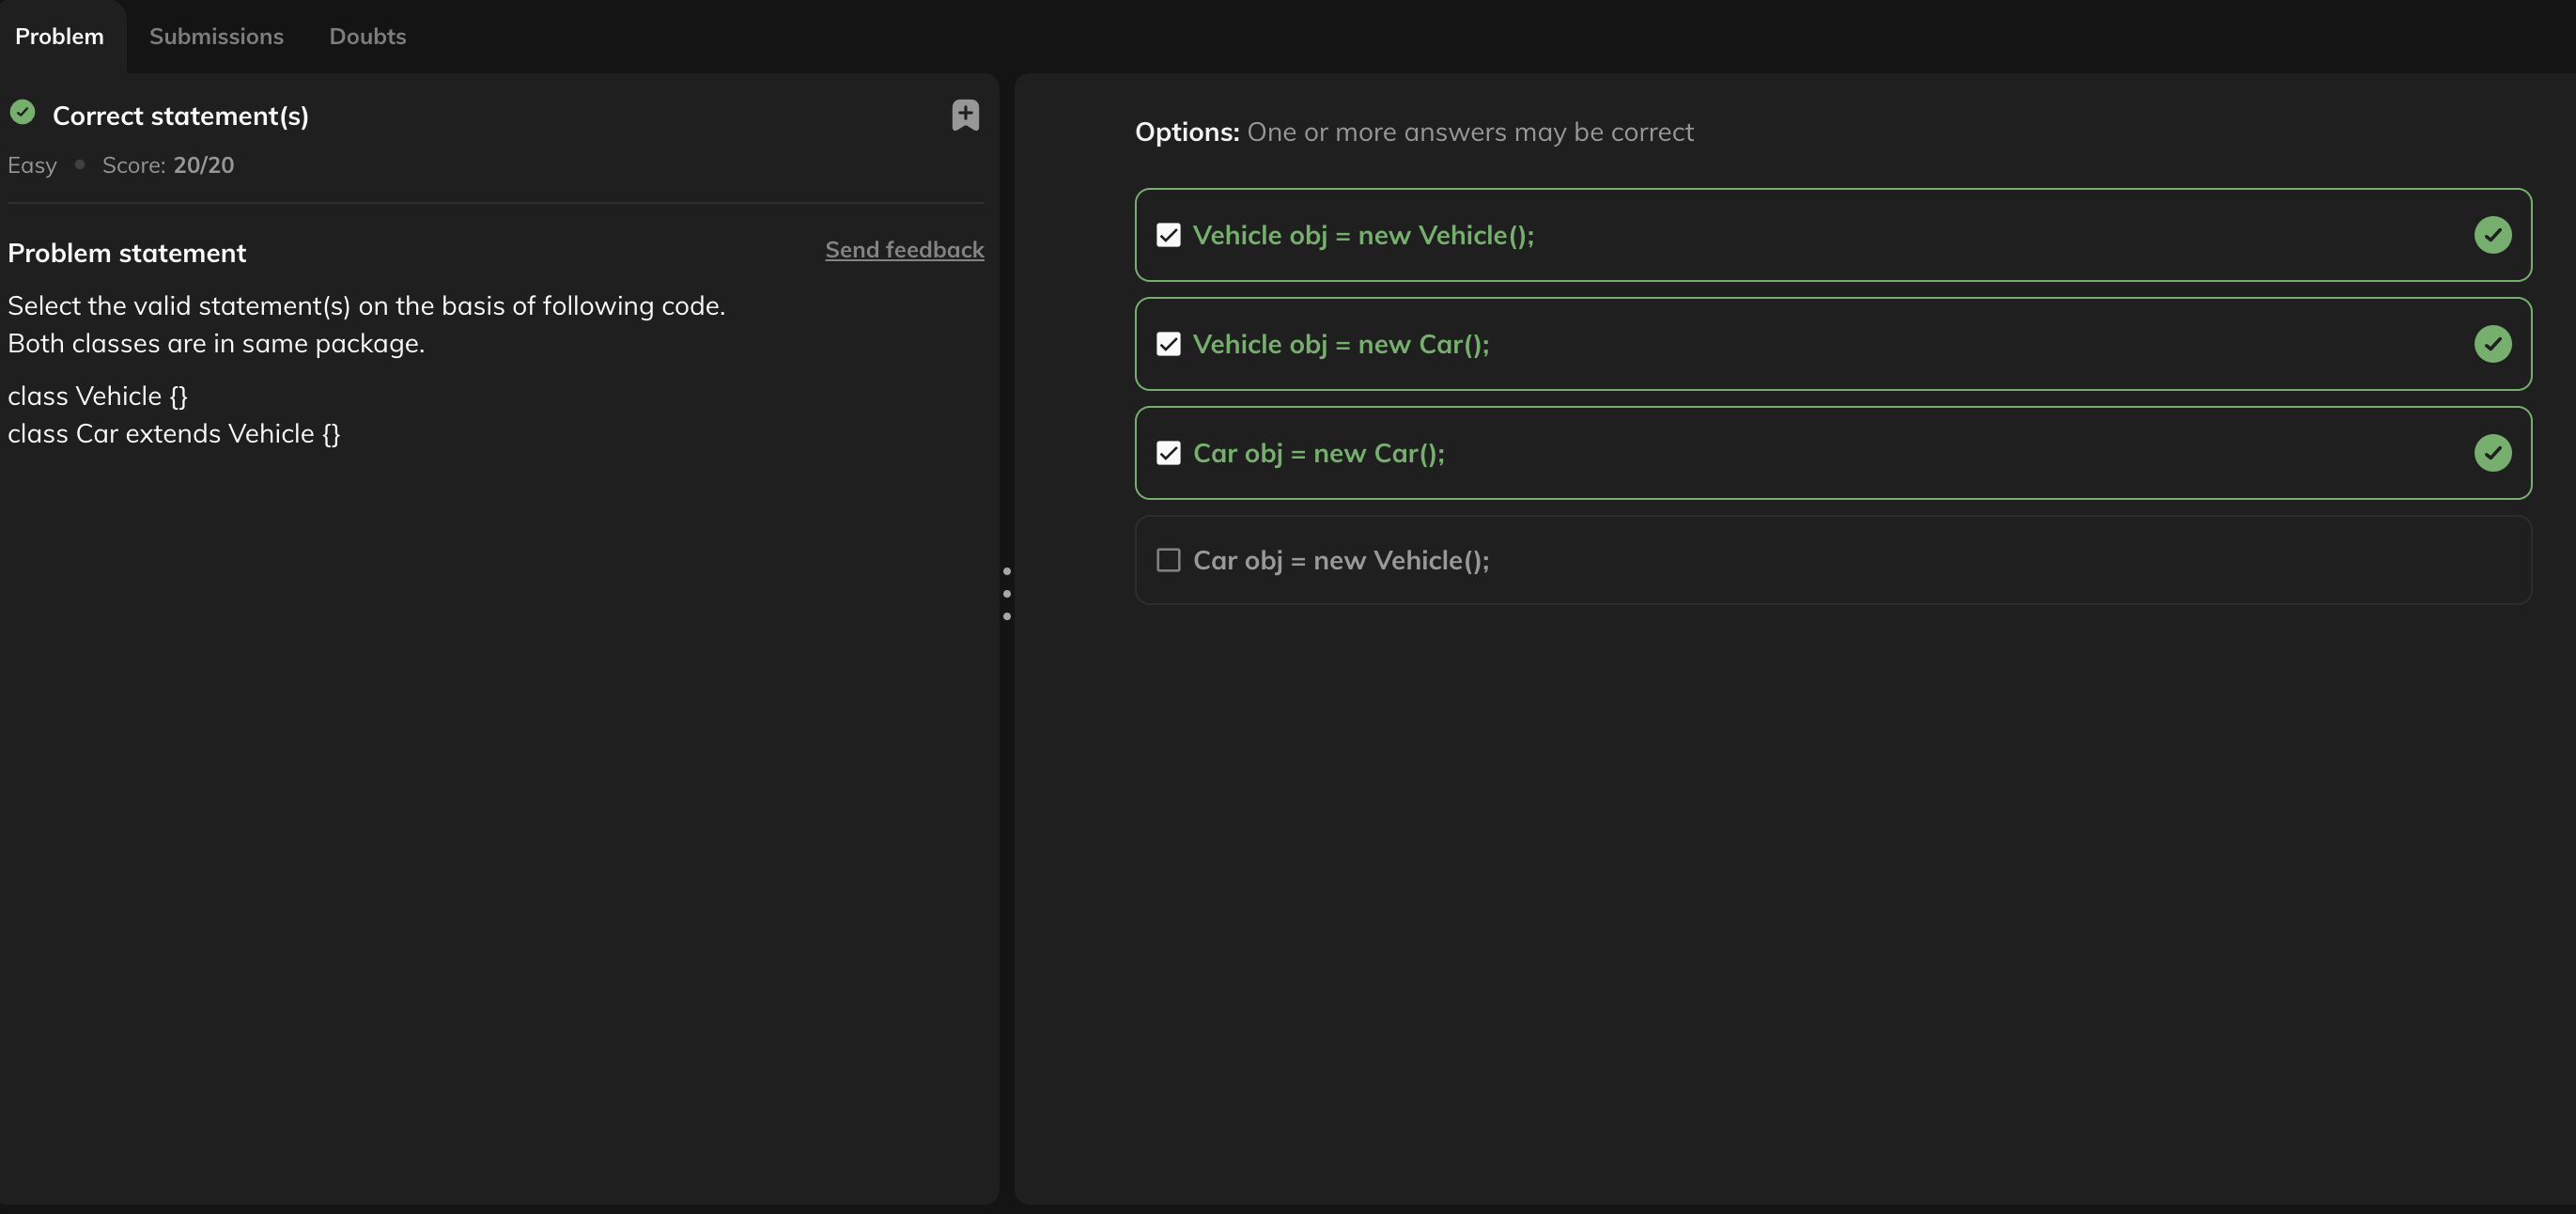 Problem Submissions Doubts
Correct statement(s)
Easy Score: 20/20
Problem statement Send feedback
Select the valid statement(s) on the basis of following code.
Both classes are in same package.
class Vehicle {}
class Car extends Vehicle {}
Options: One or more answers may be correct
Vehicle obj = new Vehicle();
Vehicle obj = new Car();
Car obj = new Car();
Car obj = new Vehicle();